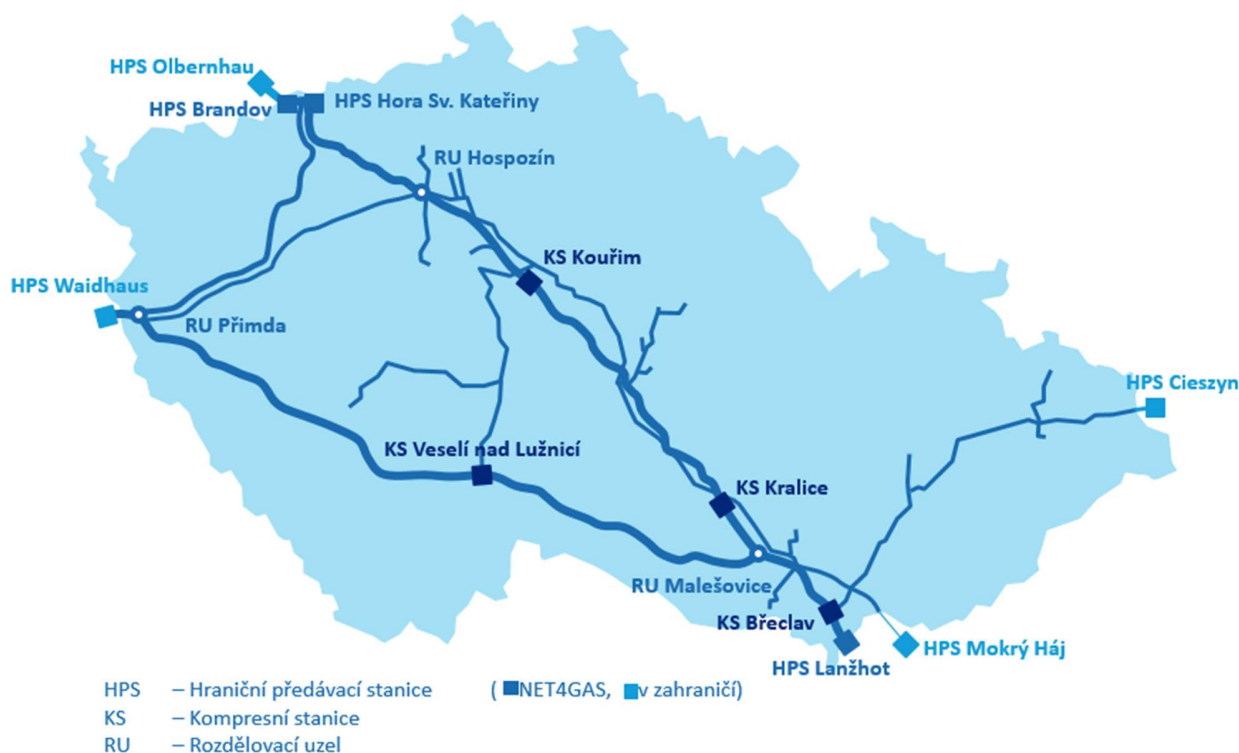 HPS Olbernhau
HPS Brandov
HPS Hora Sv. Kateřiny
RU Hospozín
KS Kouřim
HPS Waidhaus
RU Přimda
HPS Cieszyn
KS Veselí nad Lužnicí
KS Kralice
RU Malešovice
KS Břeclav
HPS Mokrý Háj
HPS Lanžhot
HPS – Hraniční předávací stanice ( NET4GAS, v zahraničí)
KS – Kompresní stanice
RU – Rozdělovací uzel